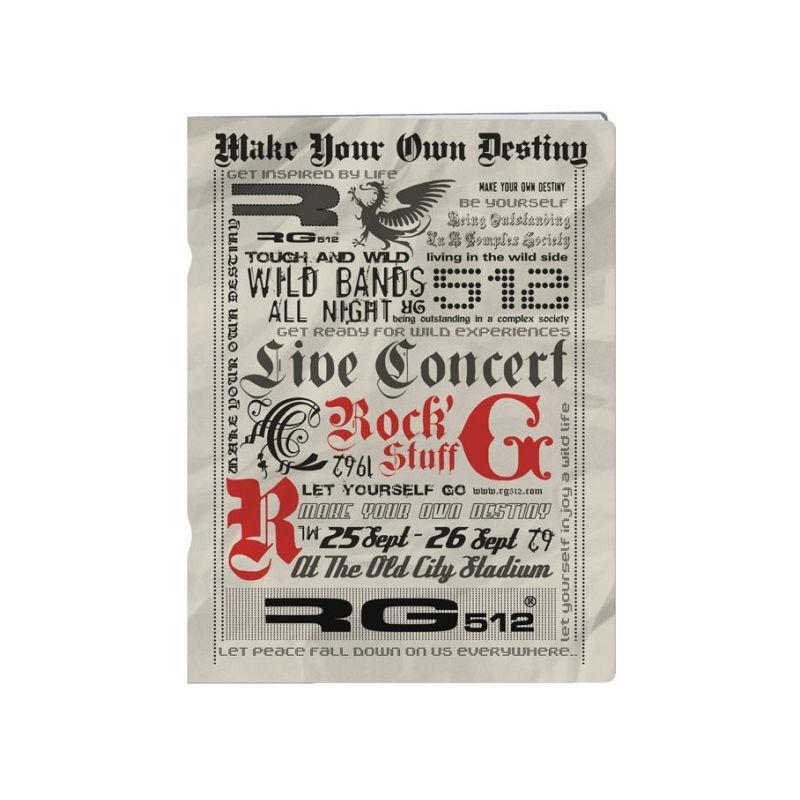 Make Your Own Destiny
GET INSPIRED BY LIFE
R
RG512
MAKE YOUR OWN DESTINY
BE YOURSELF
Being Outstanding
In A Complex Society
TOUGH AND WILD
living in the wild side
WILD BANDS
ALL NIGHT
RG
512
being outstanding in a complex society
GET READY FOR WILD EXPERIENCES
MAKE YOUR OWN DESTINY
Live Concert
Rock'
Stuff
G
1962
R
LET YOURSELF GO www.rg512.com
MAKE YOUR OWN DESTINY
ML 25 Sept - 26 Sept 62
At The Old City Stadium
let yourself injoy a wild life
RG512®
LET PEACE FALL DOWN ON US EVERYWHERE..